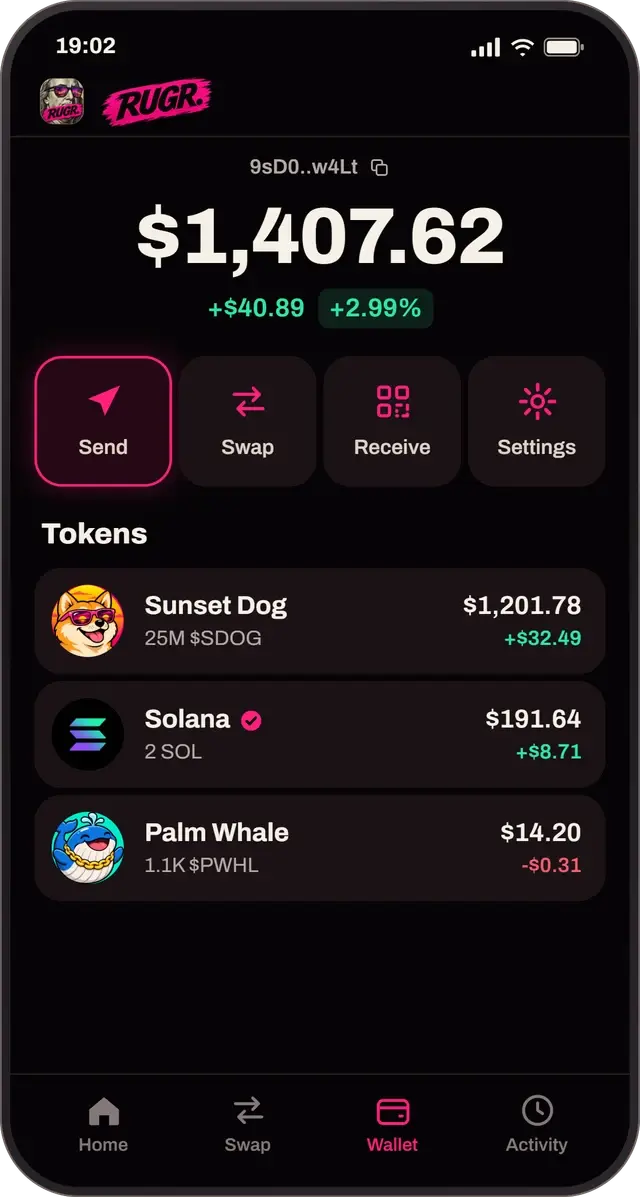 19:02
RUGR.
RUGR.
9sD0..w4Lt
$1,407.62
+$40.89 +2.99%
Send Swap Receive Settings
Tokens
Sunset Dog $1,201.78
25M $SDOG +$32.49
Solana $191.64
2 SOL +$8.71
Palm Whale $14.20
1.1K $PWHL -$0.31
Home Swap Wallet Activity